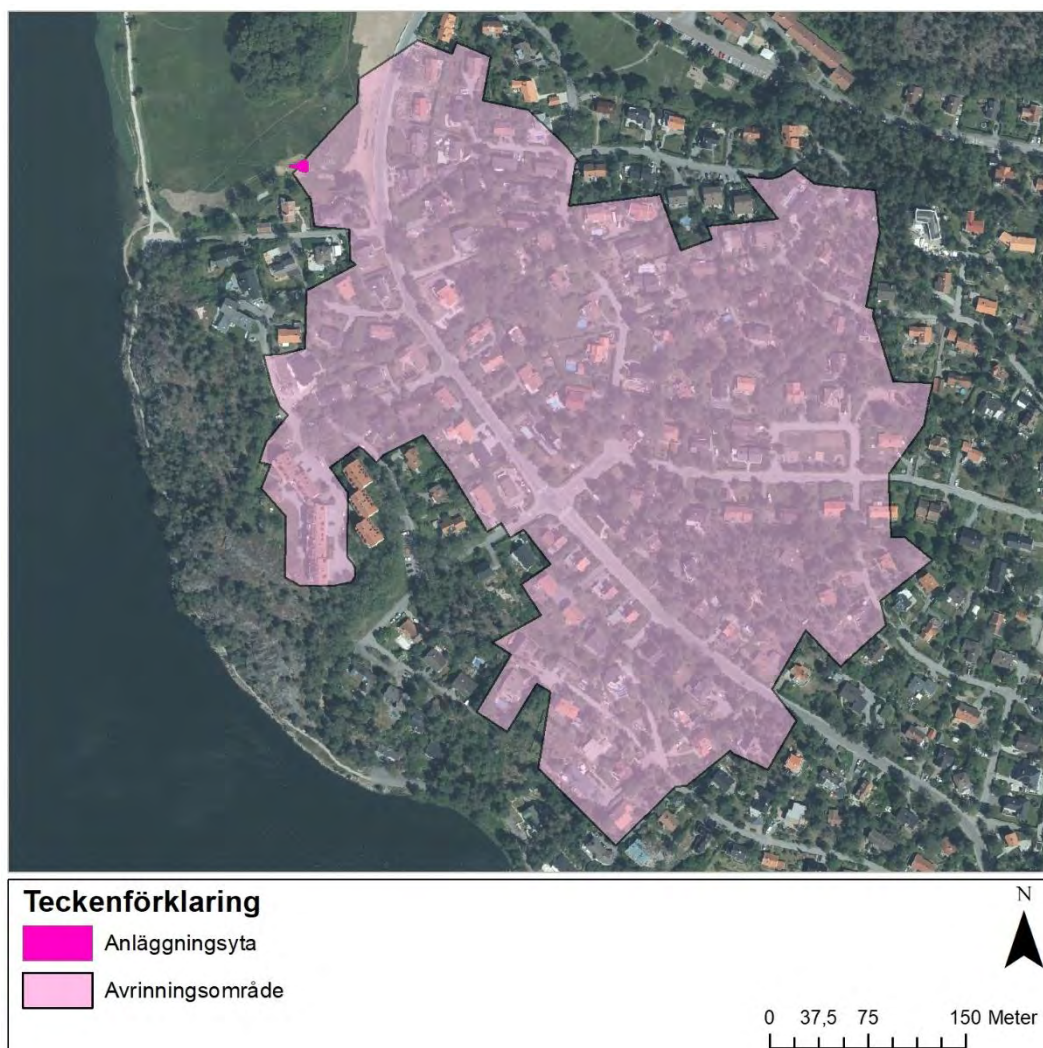 Teckenförklaring
Anläggningsyta
Avrinningsområde
N
0 37,5 75 150 Meter